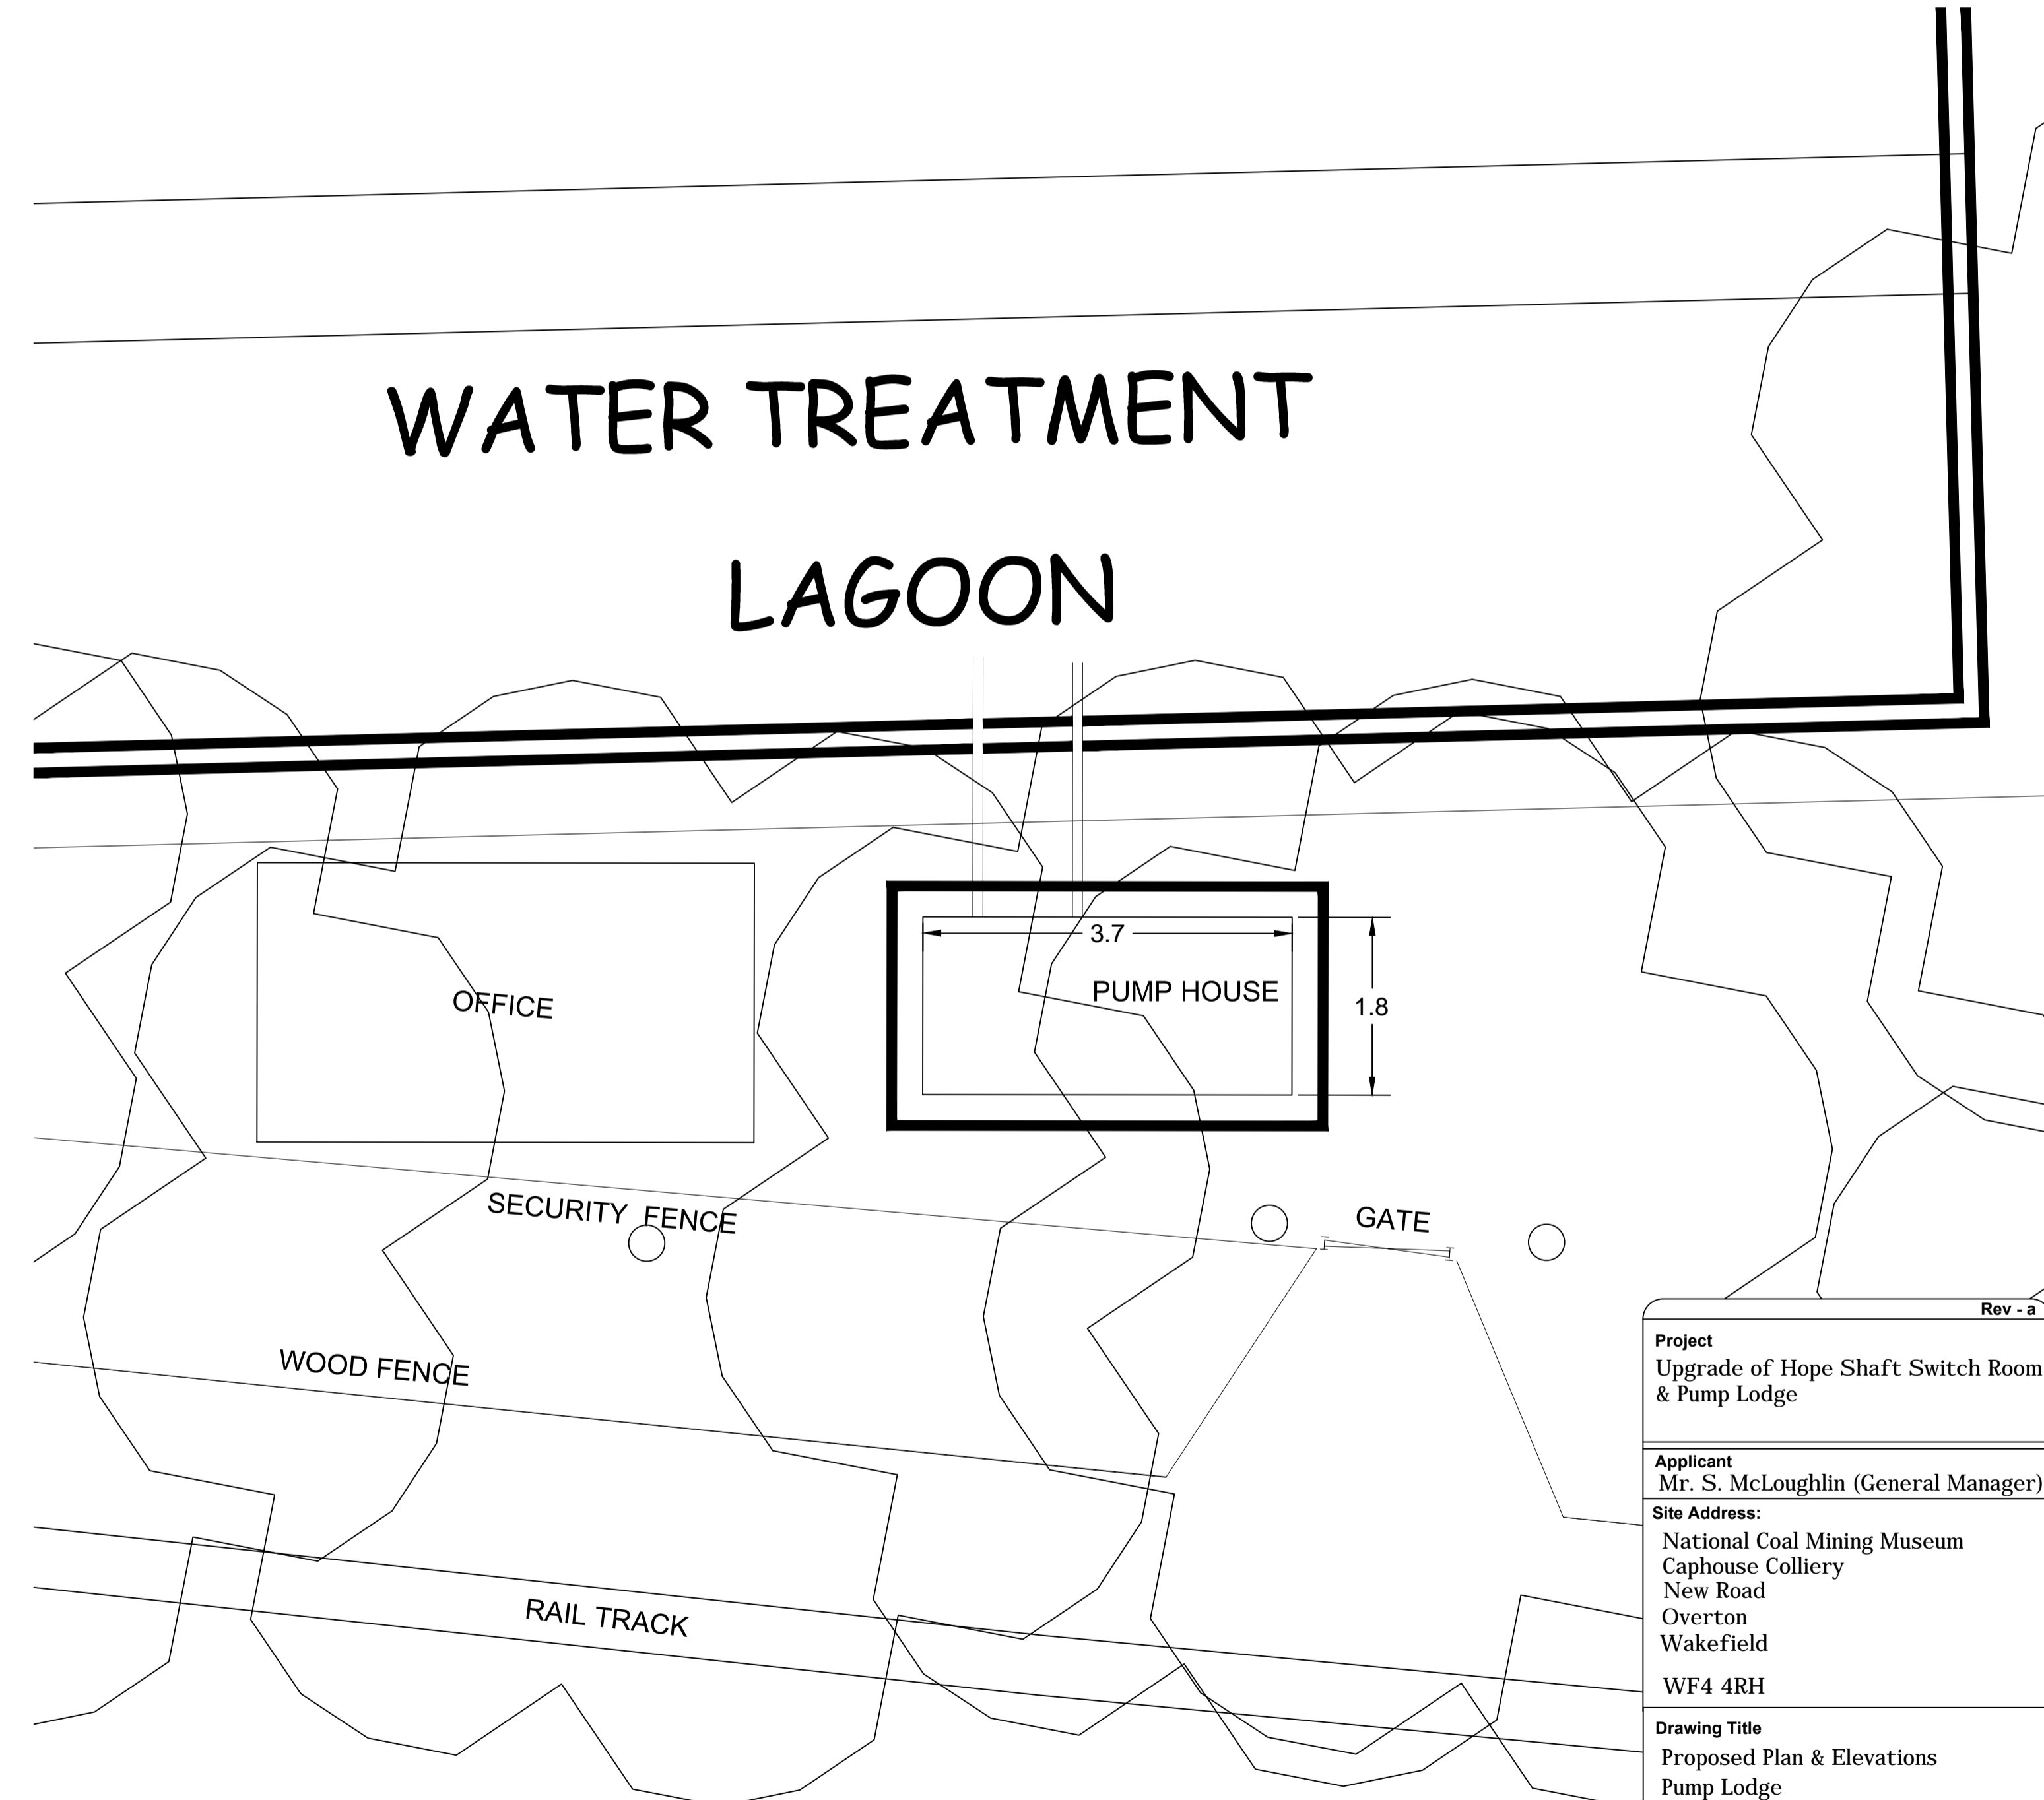 WATER TREATMENT
LAGOON
3.7
PUMP HOUSE
1.8
OFFICE
SECURITY FENCE
GATE
WOOD FENCE
RAIL TRACK
Rev - a
Project
Upgrade of Hope Shaft Switch Room
& Pump Lodge
Applicant
Mr. S. McLoughlin (General Manager)
Site Address:
National Coal Mining Museum
Caphouse Colliery
New Road
Overton
Wakefield
WF4 4RH
Drawing Title
Proposed Plan & Elevations
Pump Lodge